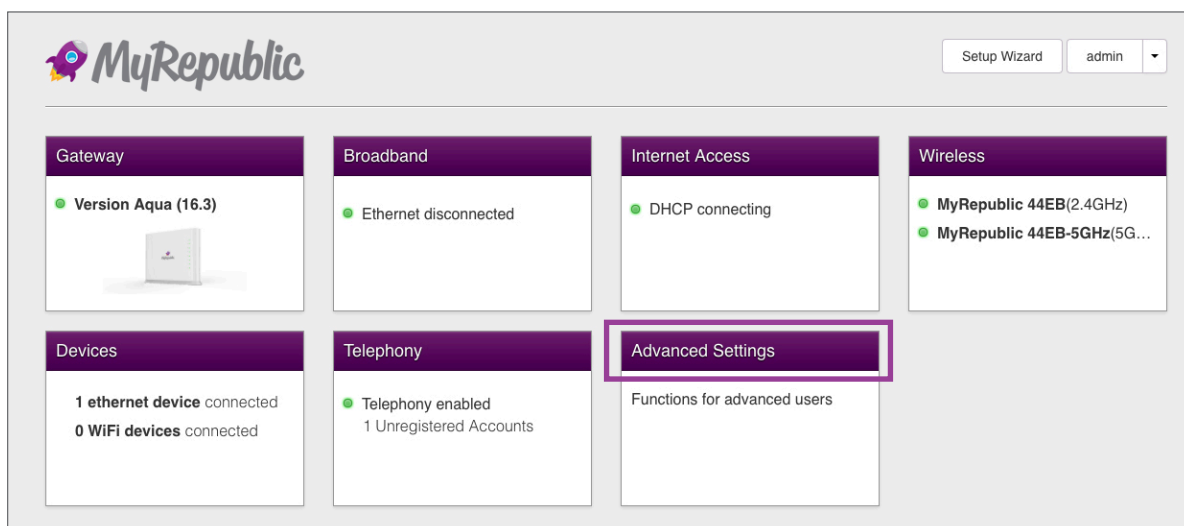 MyRepublic
Setup Wizard
admin
Gateway
Version Aqua (16.3)
Broadband
Ethernet disconnected
Internet Access
DHCP connecting
Wireless
MyRepublic 44EB(2.4GHz)
MyRepublic 44EB-5GHz(5G...
Devices
1 ethernet device connected
0 WiFi devices connected
Telephony
Telephony enabled
1 Unregistered Accounts
Advanced Settings
Functions for advanced users